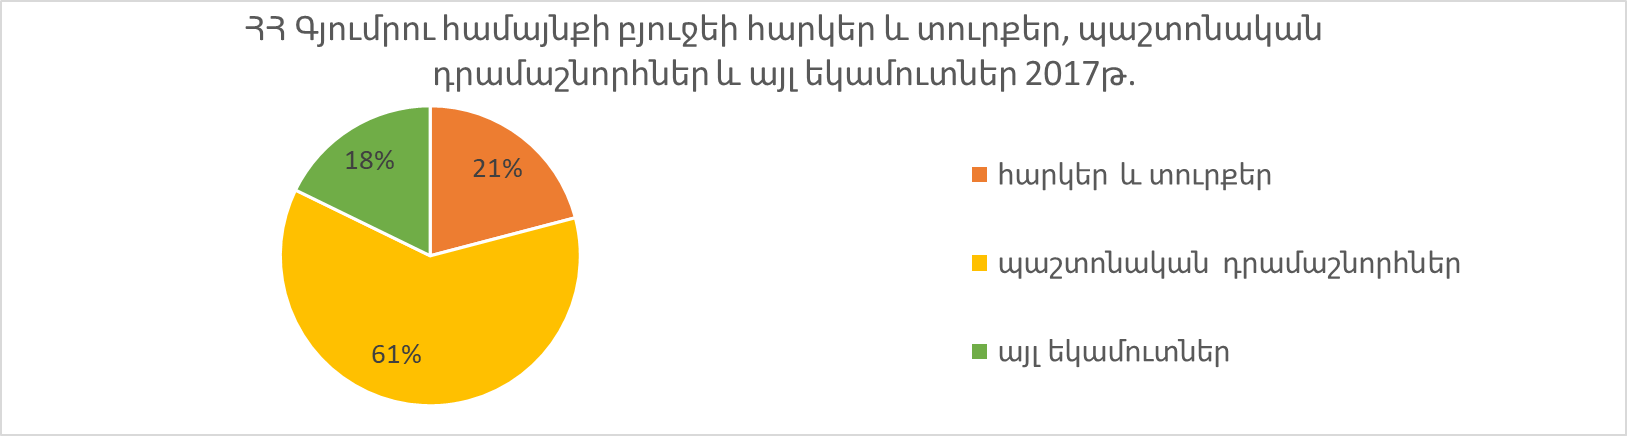 ՀՀ Գյումրու համայնքի բյուջեի հարկեր և տուրքեր, պաշտոնական
դրամաշնորհներ և այլ եկամուտներ 2017թ.
18%
21%
61%
հարկեր և տուրքեր
պաշտոնական դրամաշնորհներ
այլ եկամուտներ